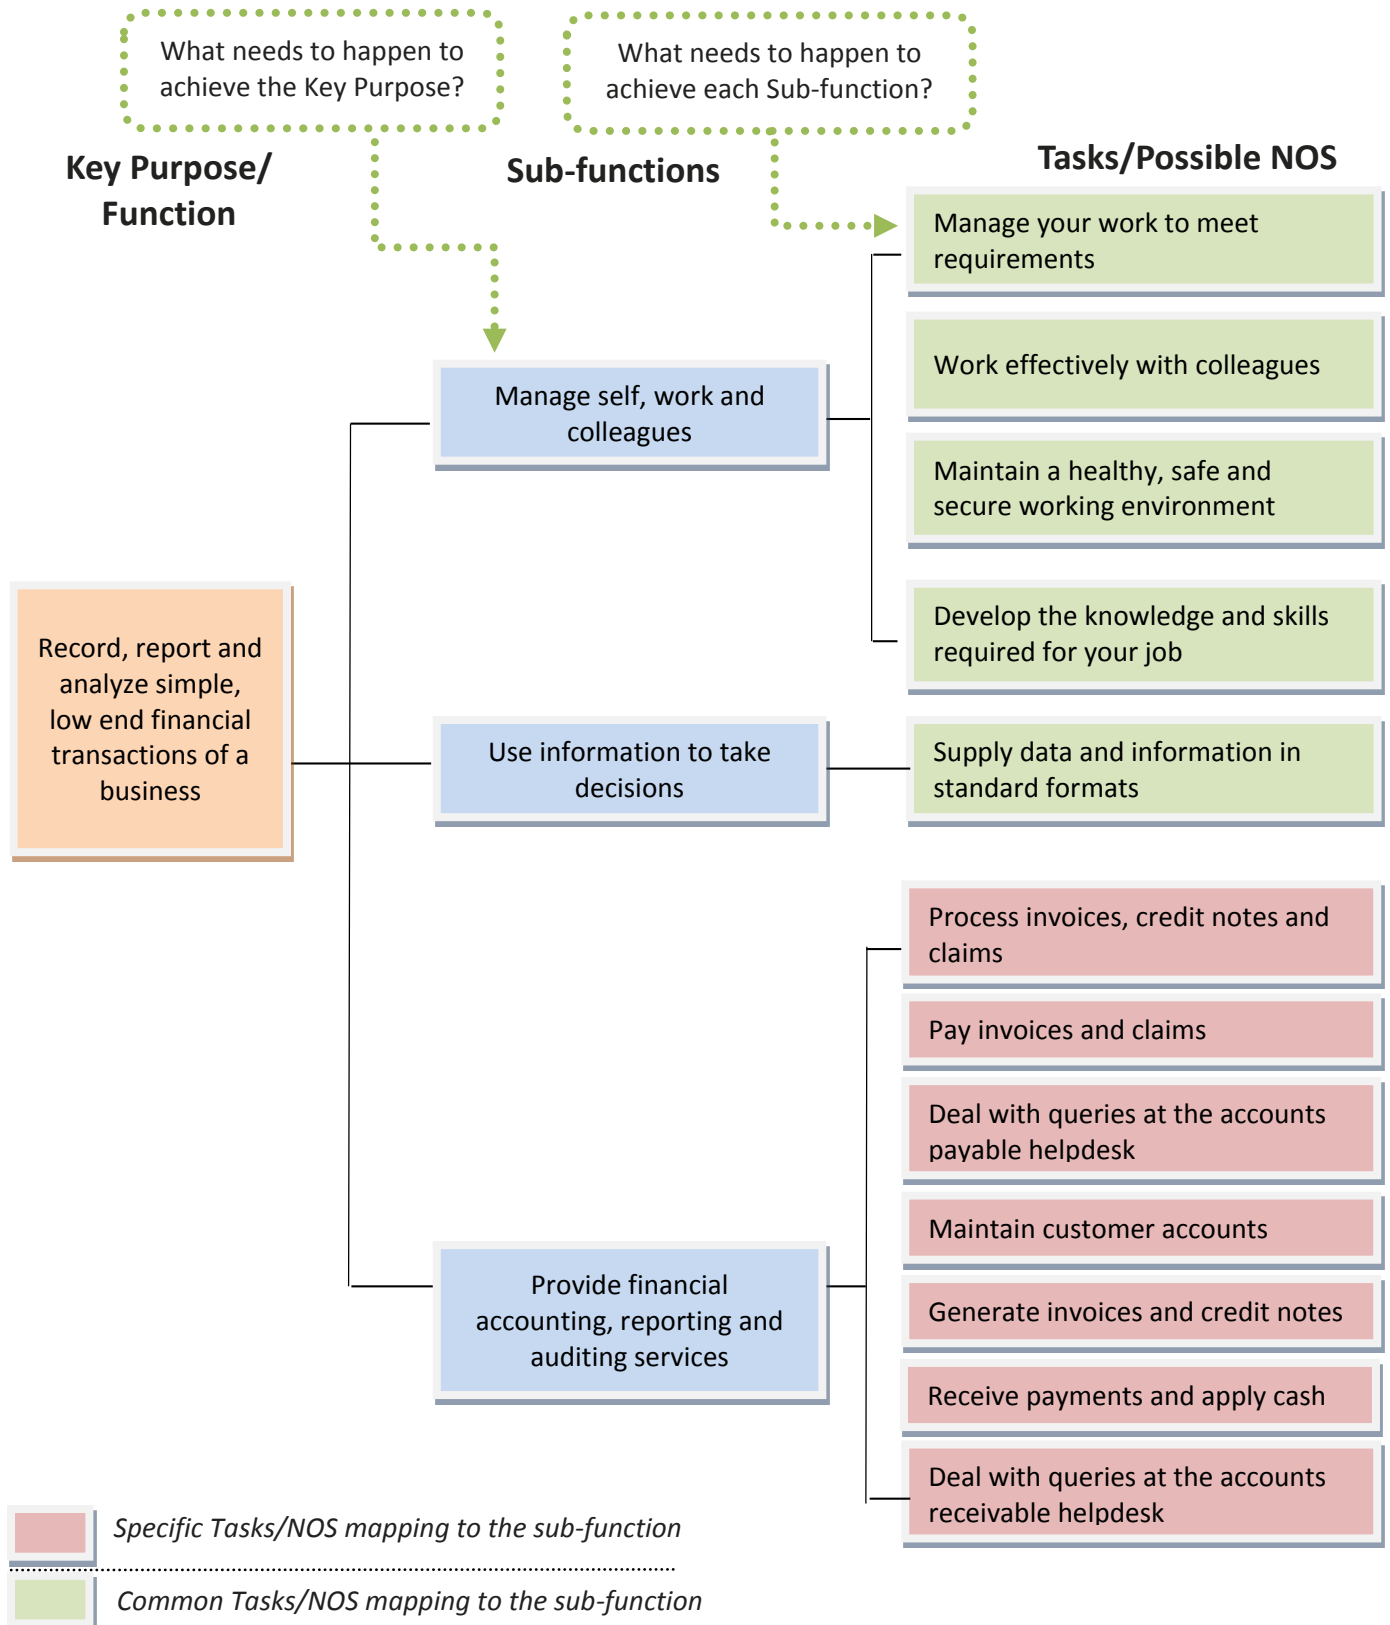 What needs to happen to
achieve the Key Purpose?
What needs to happen to
achieve each Sub-function?
Key Purpose/
Function
Sub-functions
Tasks/Possible NOS
Manage your work to meet
requirements
Work effectively with colleagues
Manage self, work and
colleagues
Maintain a healthy, safe and
secure working environment
Develop the knowledge and skills
required for your job
Record, report and
analyze simple,
low end financial
transactions of a
business
Use information to take
decisions
Supply data and information in
standard formats
Process invoices, credit notes and
claims
Pay invoices and claims
Deal with queries at the accounts
payable helpdesk
Maintain customer accounts
Provide financial
accounting, reporting and
auditing services
Generate invoices and credit notes
Receive payments and apply cash
Deal with queries at the accounts
receivable helpdesk
Specific Tasks/NOS mapping to the sub-function
Common Tasks/NOS mapping to the sub-function